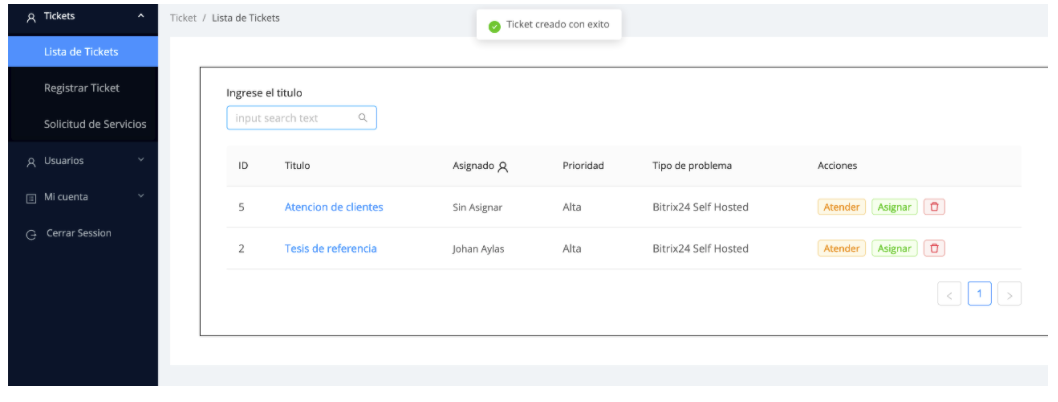 Tickets
Lista de Tickets
Registrar Ticket
Solicitud de Servicios
Usuarios
Mi cuenta
Cerrar Session
Ticket / Lista de Tickets
Ticket creado con exito
Ingrese el titulo
input search text
ID Titulo Asignado Prioridad Tipo de problema Acciones
5 Atencion de clientes Sin Asignar Alta Bitrix24 Self Hosted Atender Asignar
2 Tesis de referencia Johan Aylas Alta Bitrix24 Self Hosted Atender Asignar
< 1 >